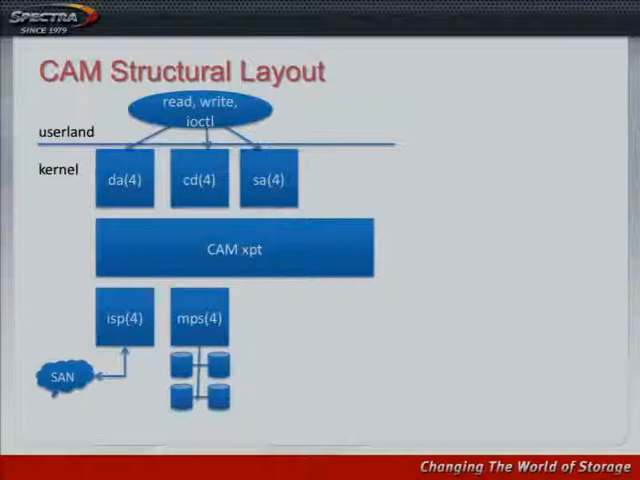 SPECTRA
SINCE 1979
CAM Structural Layout
read, write,
ioctl
userland
kernel
da(4)
cd(4)
sa(4)
CAM xpt
isp(4)
mps(4)
SAN
Changing The World of Storage